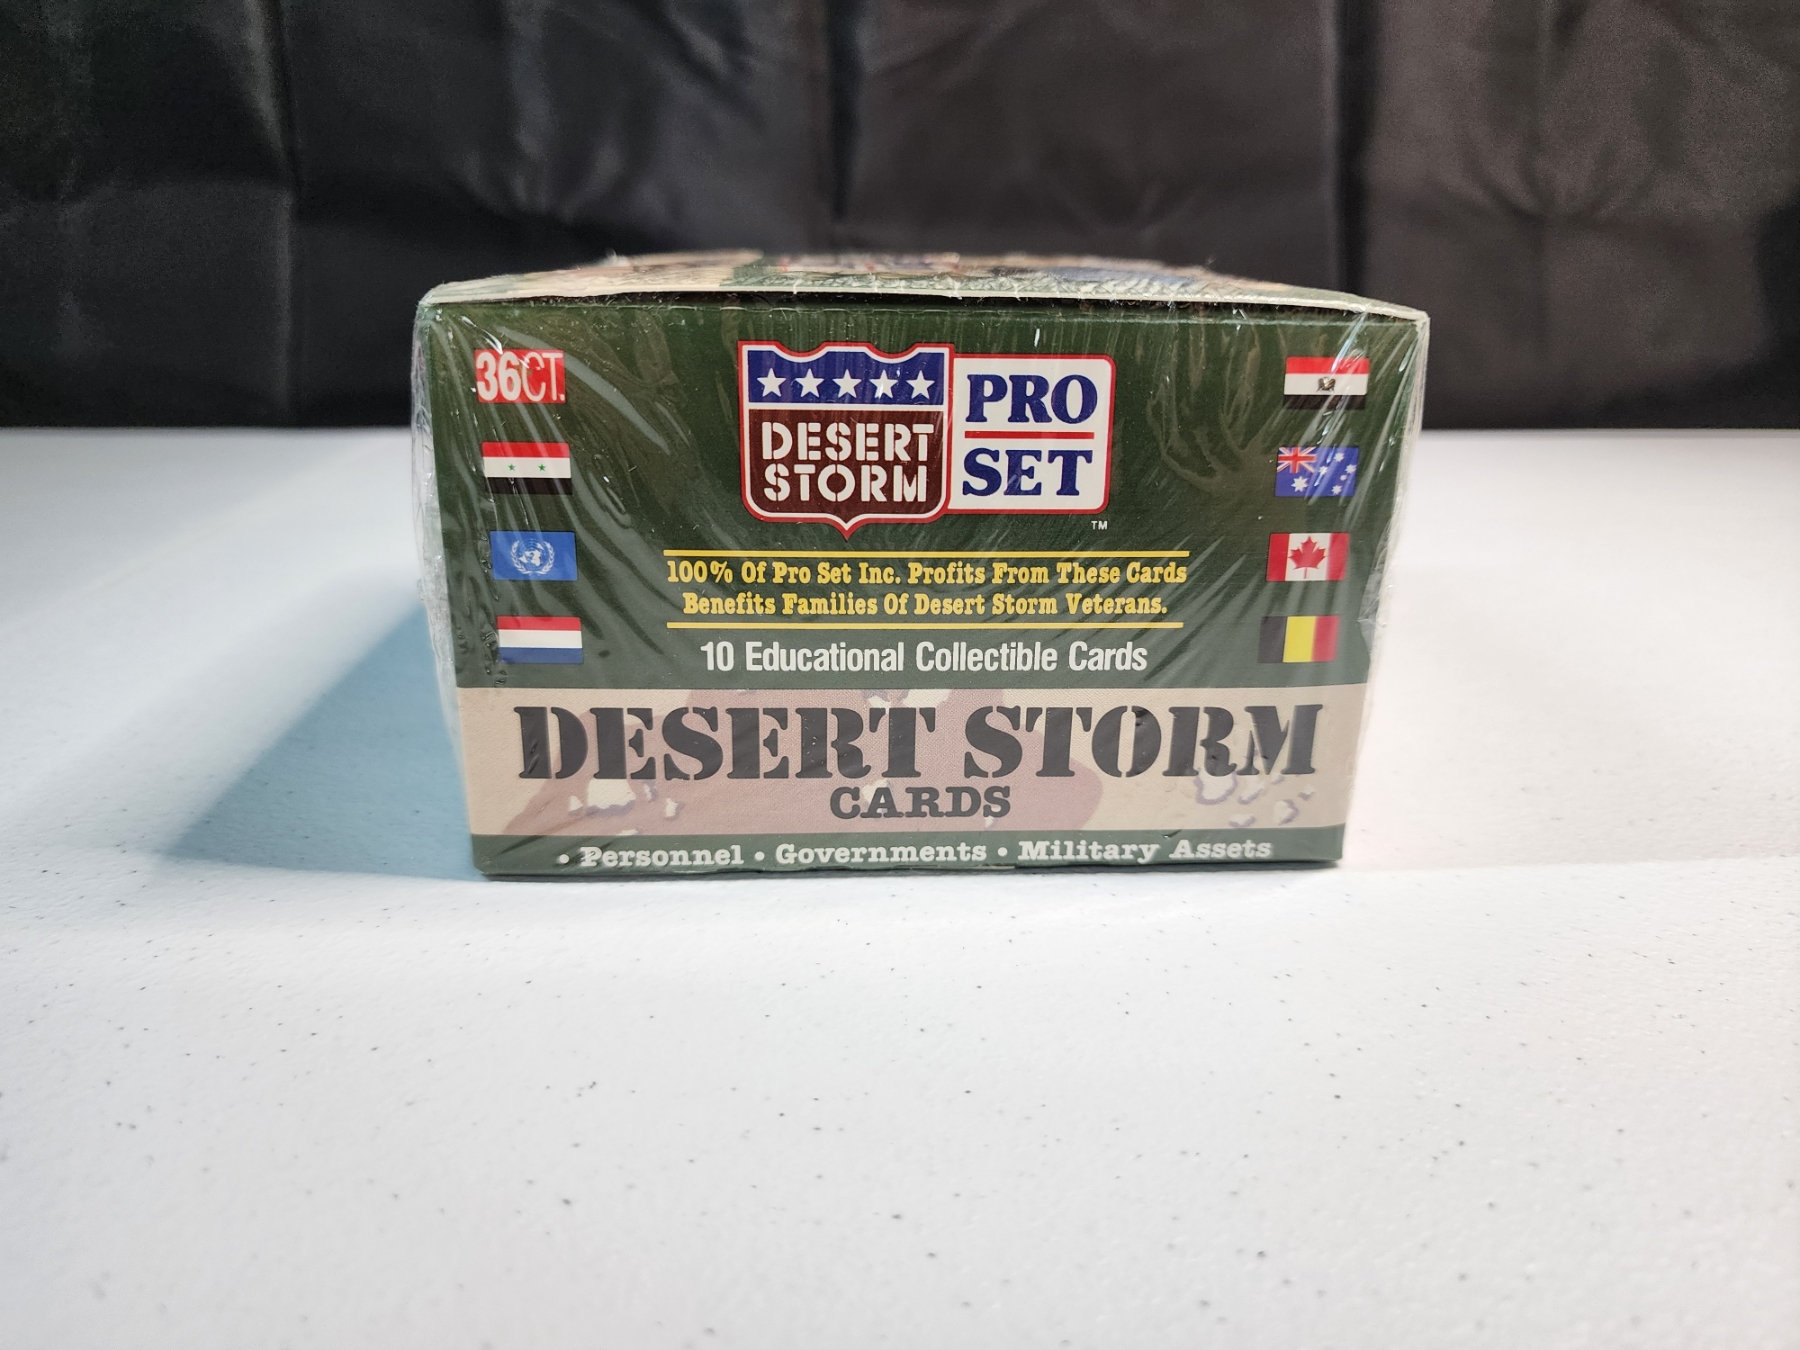 36CT.
DESERT
STORM
PRO
SET
TM
100% Of Pro Set Inc. Profits From These Cards
Benefits Families Of Desert Storm Veterans.
10 Educational Collectible Cards
DESERT STORM
CARDS
• Personnel • Governments • Military Assets